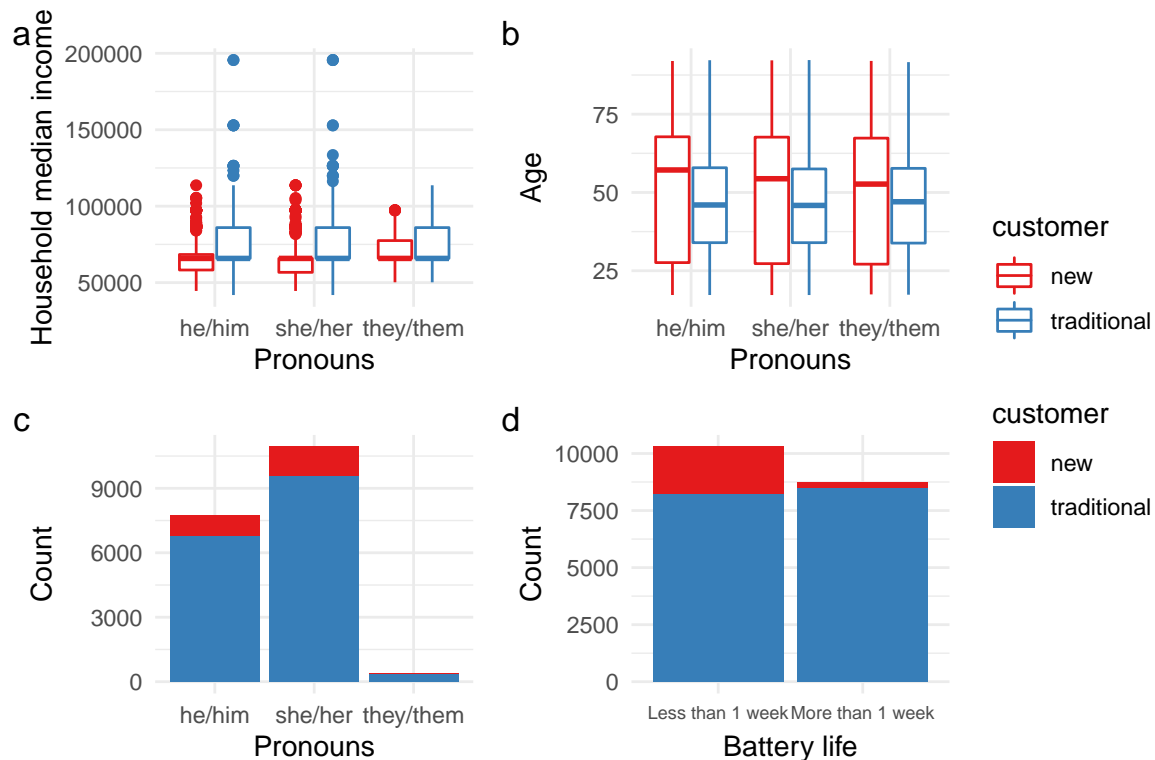 a
Household median income
200000
150000
100000
50000
he/him she/her they/them
Pronouns
b
Age
75
50
25
he/him she/her they/them
Pronouns
customer
new
traditional
c
Count
9000
6000
3000
0
he/him she/her they/them
Pronouns
d
Count
10000
7500
5000
2500
0
Less than 1 week More than 1 week
Battery life
customer
new
traditional